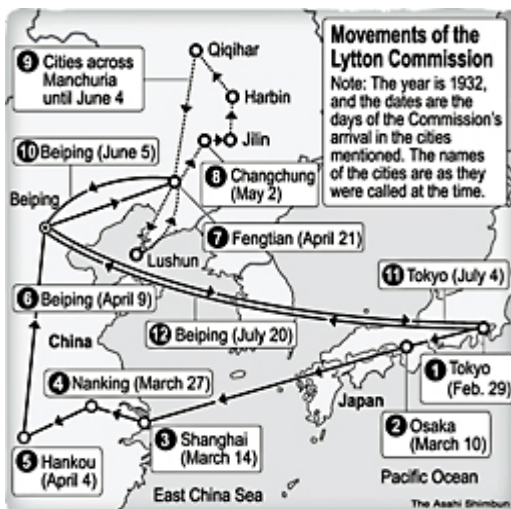 Movements of the
Lytton Commission
Note: The year is 1932,
and the dates are the
days of the Commission's
arrival in the cities
mentioned. The names
of the cities are as they
were called at the time.
9 Cities across
Manchuria
until June 4
Qiqihar
Harbin
Jilin
10 Beiping (June 5)
8 Changchung
(May 2)
Beiping
7 Fengtian (April 21)
Lushun
11 Tokyo (July 4)
6 Beiping (April 9)
12 Beiping (July 20)
China
1 Tokyo
(Feb. 29)
4 Nanking (March 27)
Japan
2 Osaka
(March 10)
3 Shanghai
(March 14)
5 Hankou
(April 4)
Pacific Ocean
East China Sea
The Asahi Shimbun